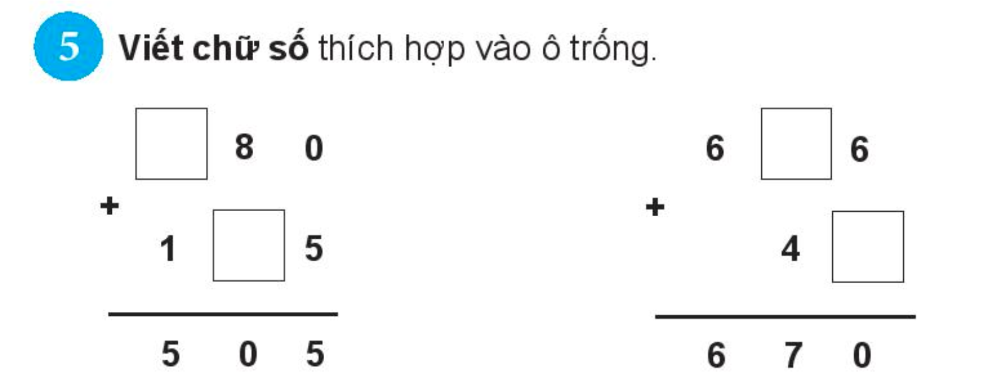 5 Viết chữ số thích hợp vào ô trống.
8 0 6 6
+ +
1 5 4
5 0 5 6 7 0